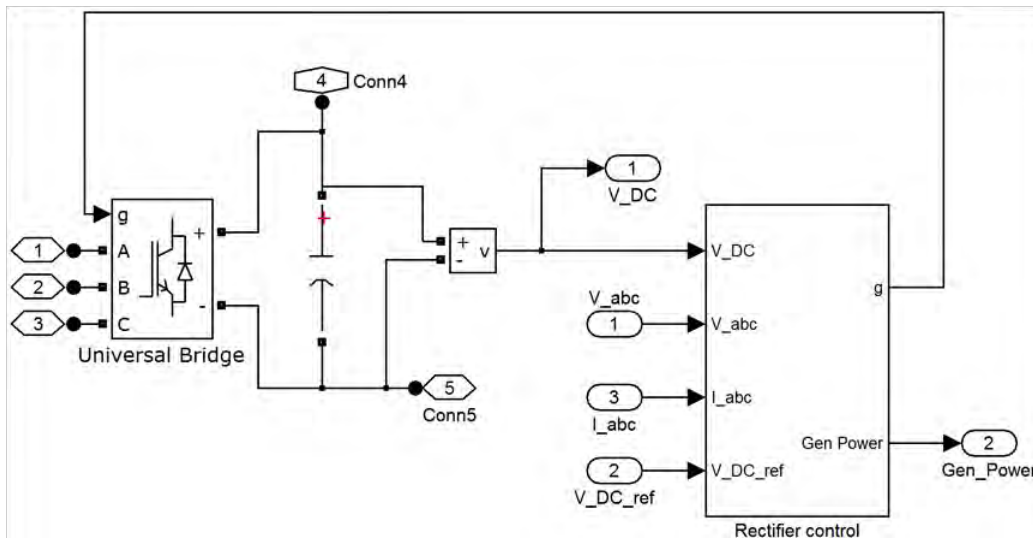 4
Conn4
g
1
A
2
B
3
C
+
-
Universal Bridge
+
+
-
v
1
V_DC
V_DC
V_abc
1
V_abc
3
I_abc
I_abc
2
V_DC_ref
V_DC_ref
g
Gen Power
2
Gen_Power
5
Conn5
Rectifier control